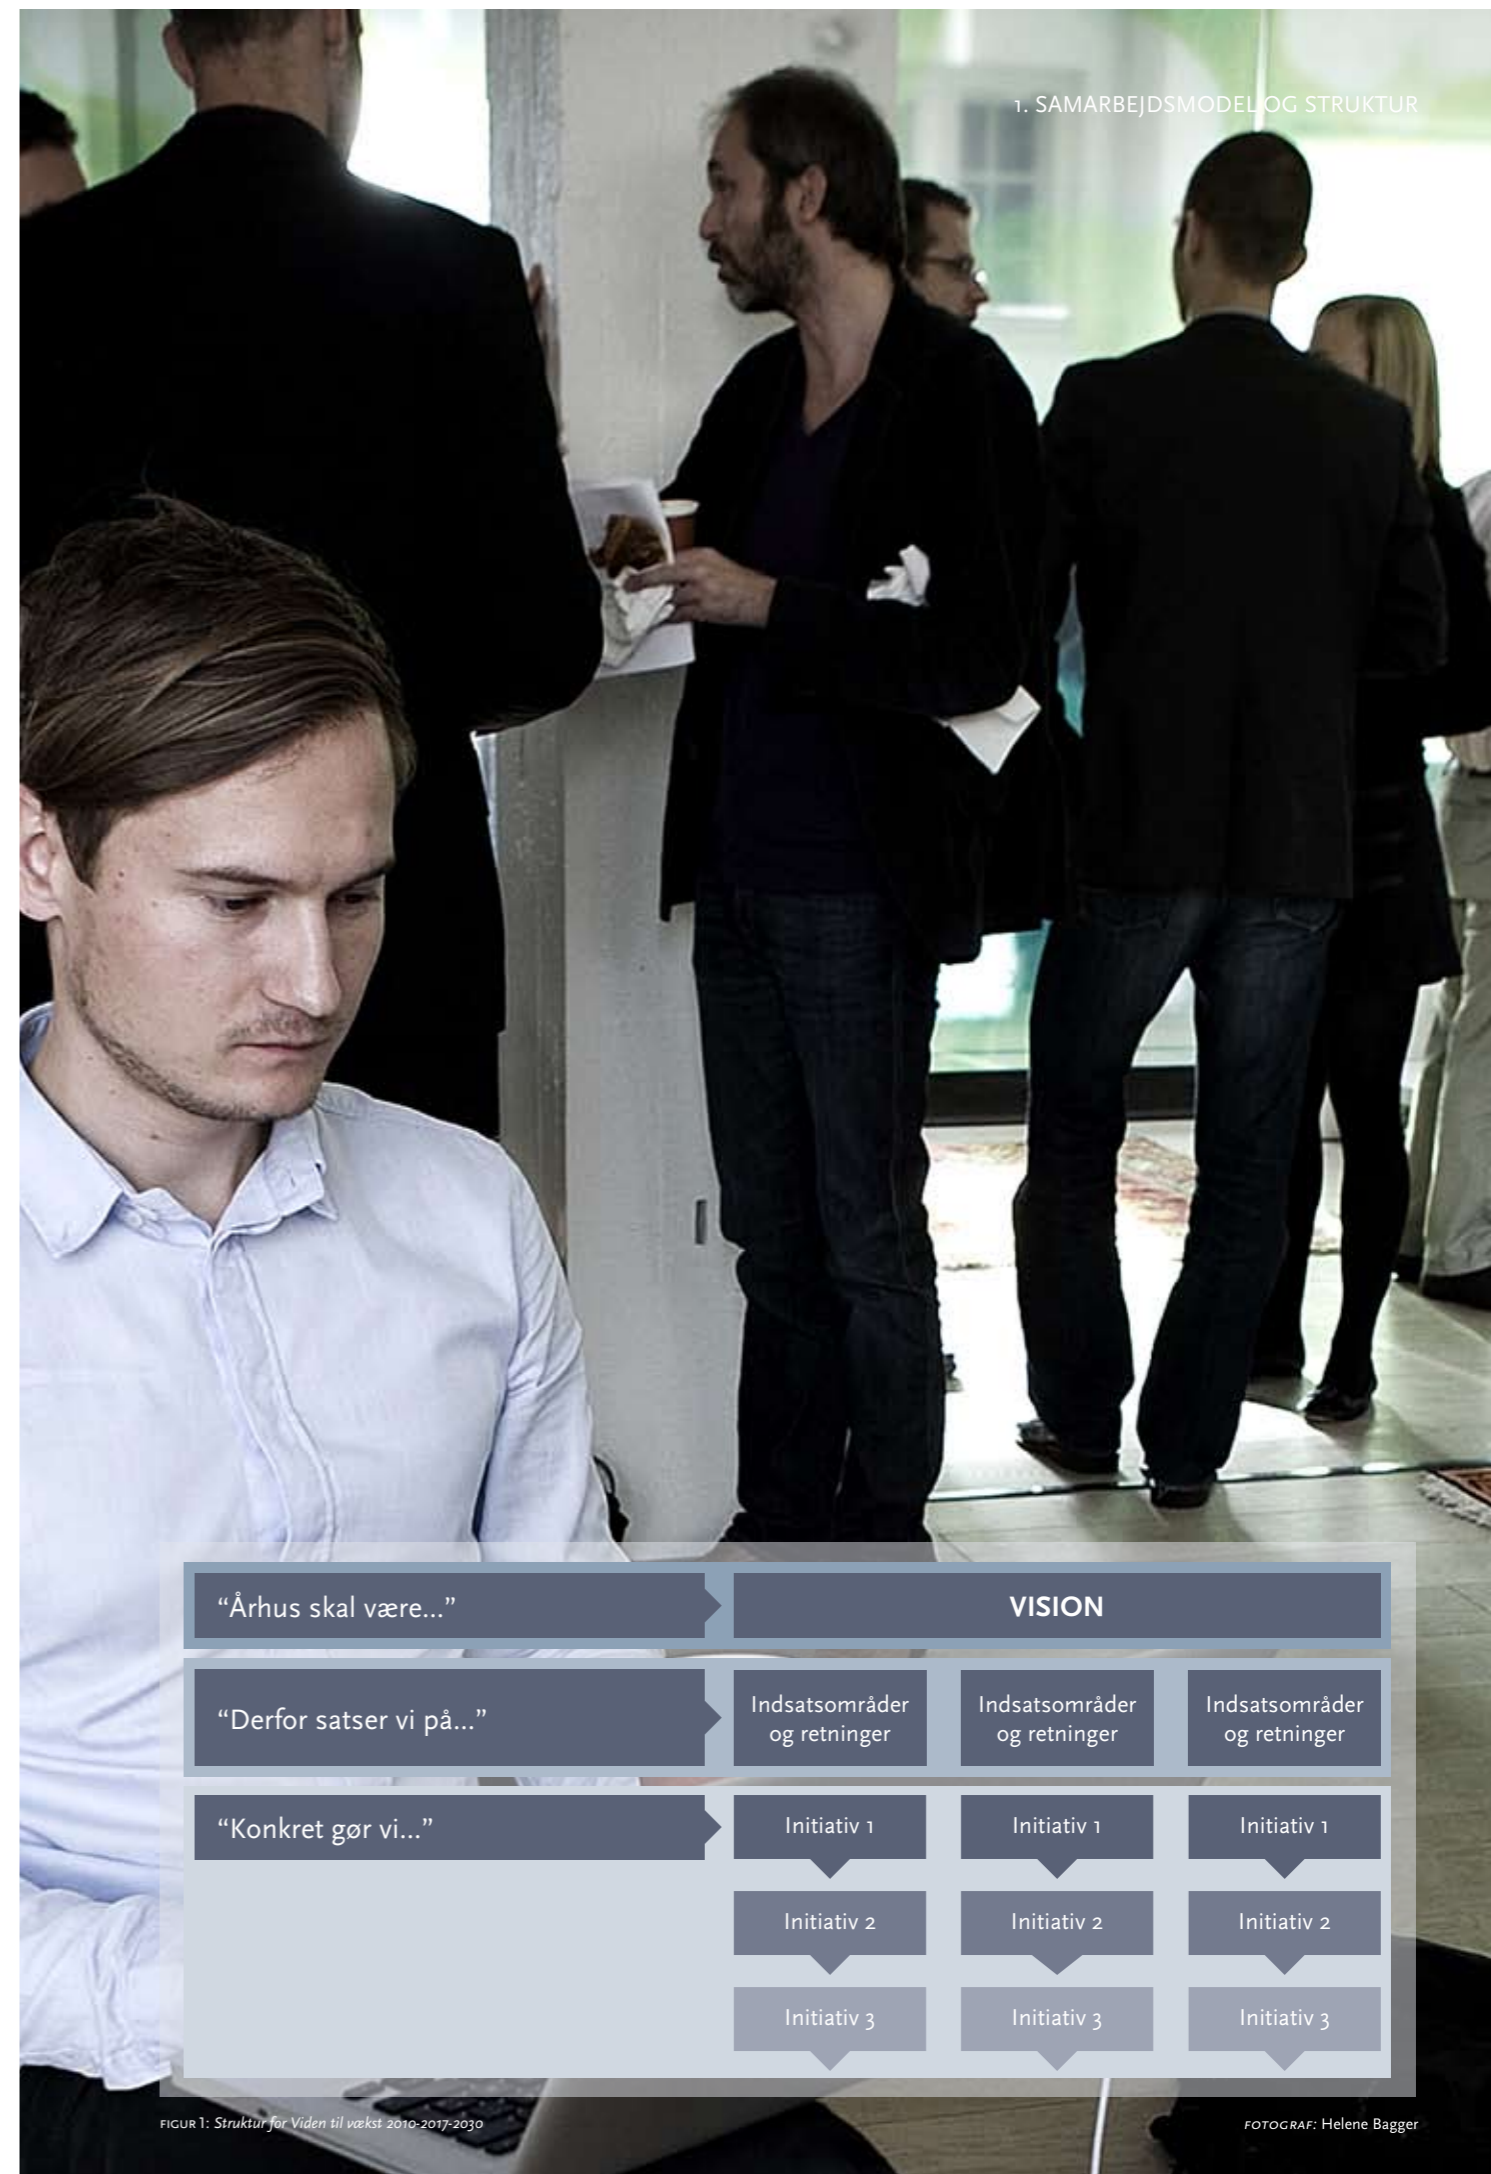 1. SAMARBEJDSMODEL OG STRUKTUR
“Århus skal være...”
VISION
“Derfor satser vi på...”
Indsatsområder
og retninger
Indsatsområder
og retninger
Indsatsområder
og retninger
“Konkret gør vi...”
Initiativ 1
Initiativ 1
Initiativ 1
Initiativ 2
Initiativ 2
Initiativ 2
Initiativ 3
Initiativ 3
Initiativ 3
FIGUR 1: Struktur for Viden til vækst 2010-2017-2030
FOTOGRAF: Helene Bagger